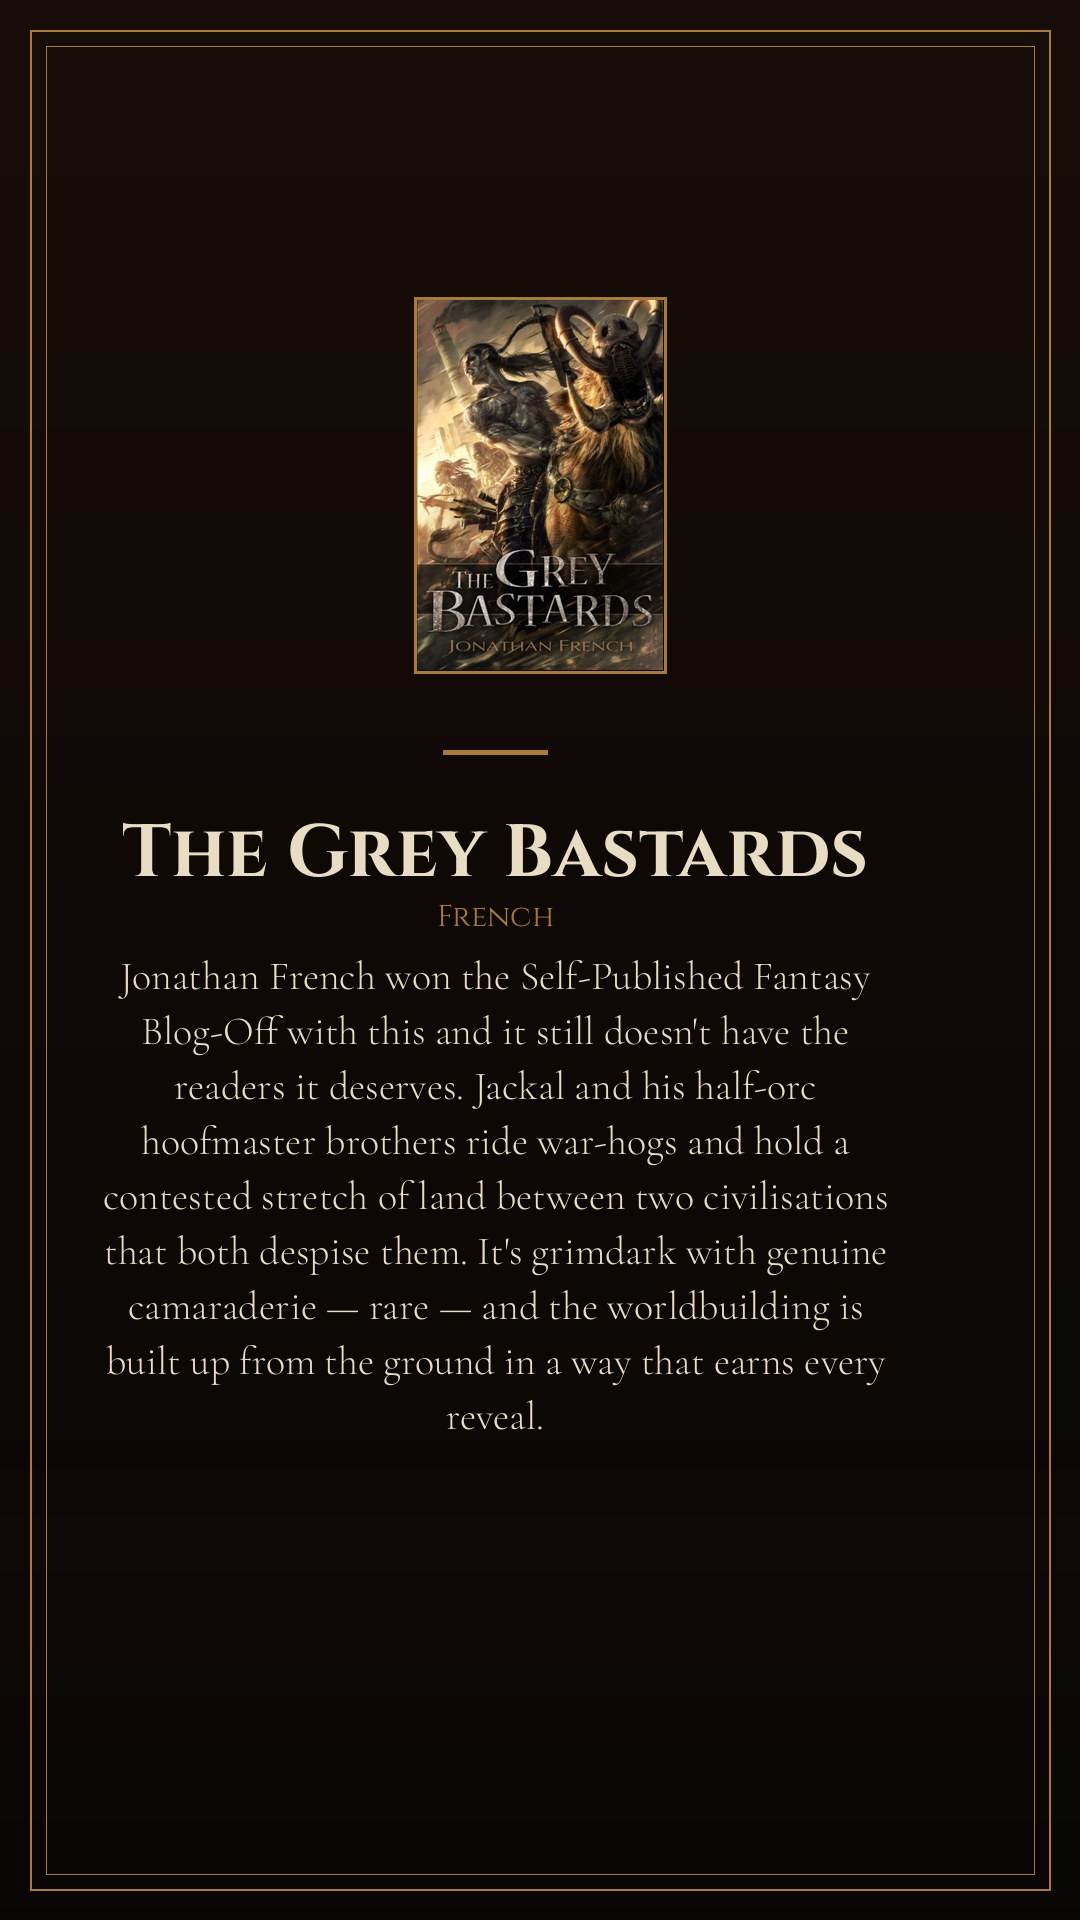 THE GREY
BASTARDS
JONATHAN FRENCH
THE GREY BASTARDS
FRENCH
Jonathan French won the Self-Published Fantasy
Blog-Off with this and it still doesn't have the
readers it deserves. Jackal and his half-orc
hoofmaster brothers ride war-hogs and hold a
contested stretch of land between two civilisations
that both despise them. It's grimdark with genuine
camaraderie — rare — and the worldbuilding is
built up from the ground in a way that earns every
reveal.